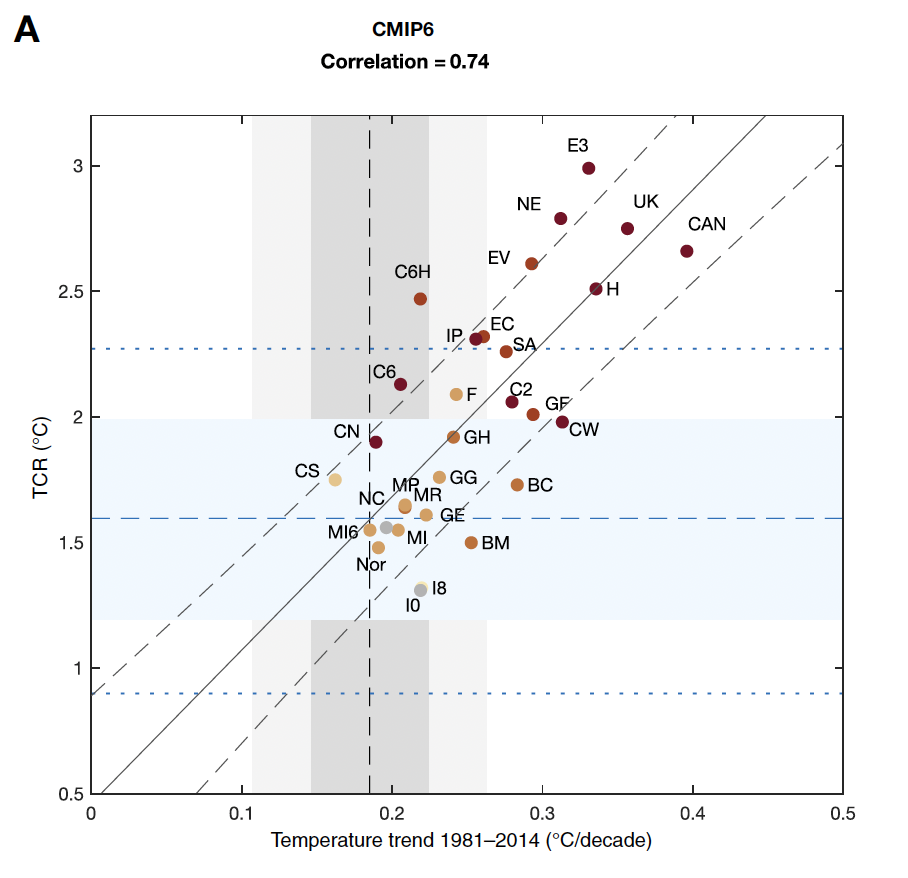 A
CMIP6
Correlation = 0.74
E3
NE
UK
CAN
EV
C6H
H
IP
EC
SA
C6
F
C2
GF
CN
CW
GH
CS
GG
MP
BC
NC
MR
GE
MI6
MI
BM
Nor
I8
I0
3
2.5
2
1.5
1
0.5
TCR (°C)
0
0.1
0.2
0.3
0.4
0.5
Temperature trend 1981–2014 (°C/decade)